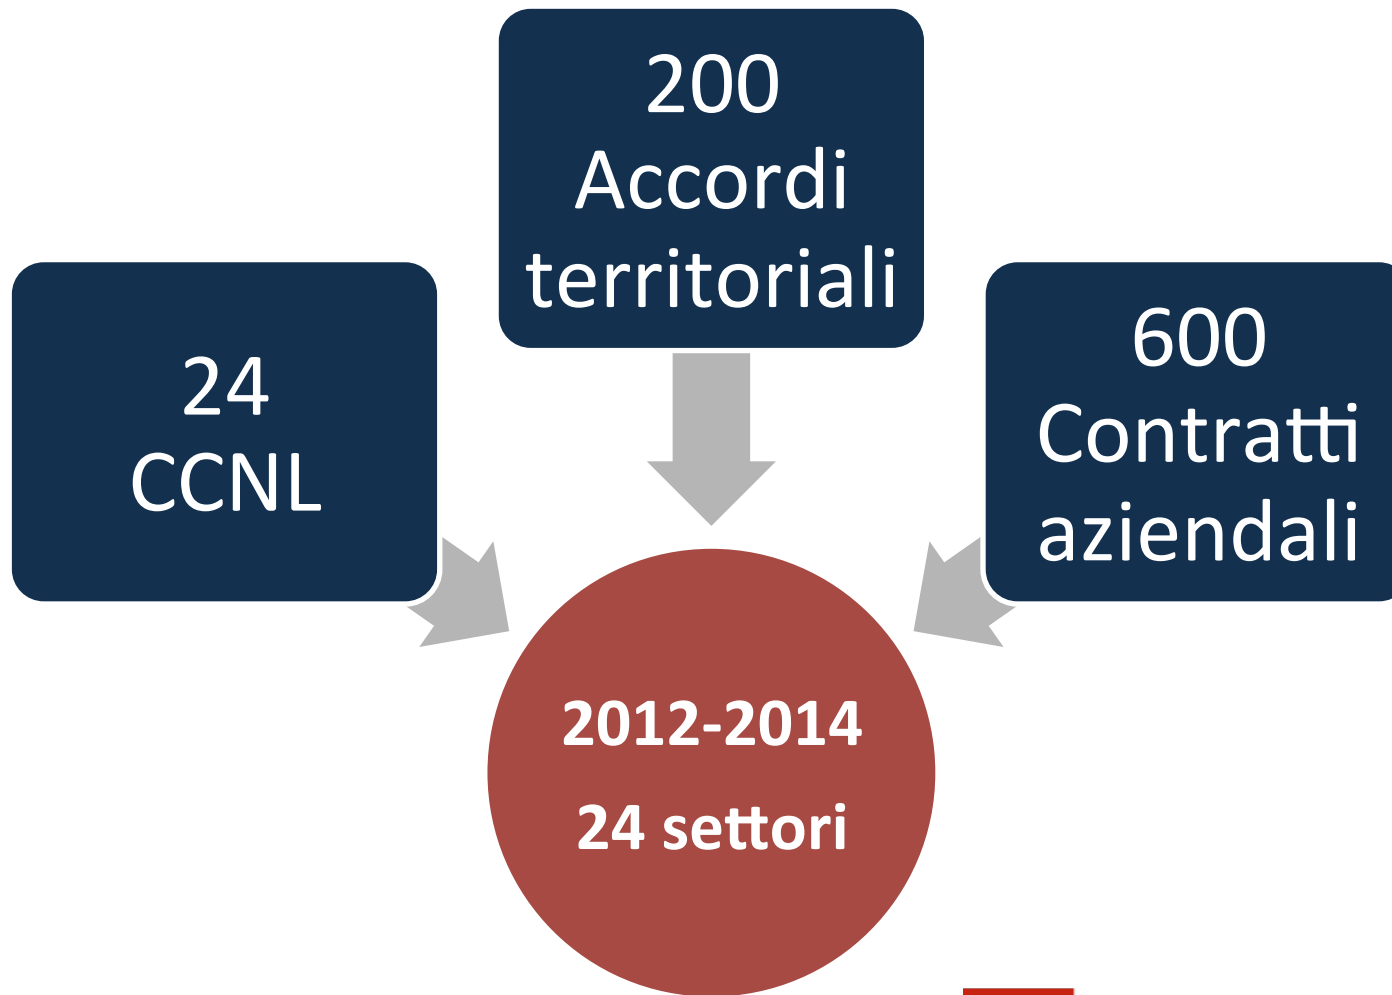 200
Accordi
territoriali
24
CCNL
600
Contratti
aziendali
2012-2014
24 settori